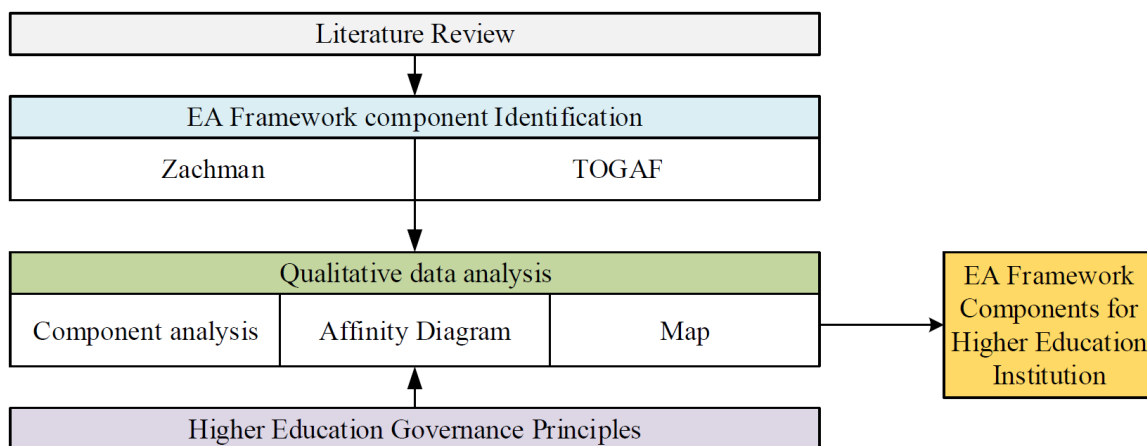 Literature Review
EA Framework component Identification
Zachman
TOGAF
Qualitative data analysis
Component analysis
Affinity Diagram
Map
EA Framework
Components for
Higher Education
Institution
Higher Education Governance Principles